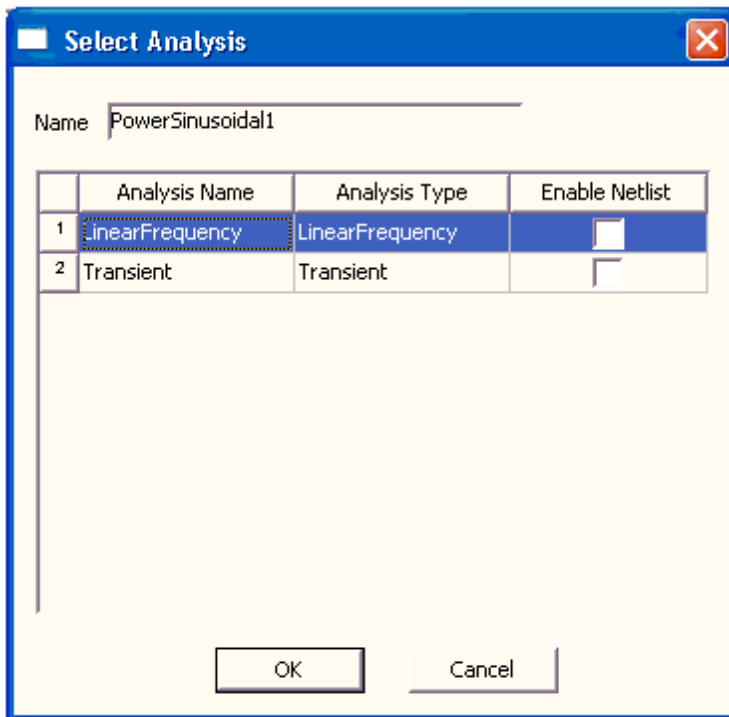 Select Analysis
Name PowerSinusoidal1
Analysis Name Analysis Type Enable Netlist
1 LinearFrequency LinearFrequency
2 Transient Transient
OK Cancel